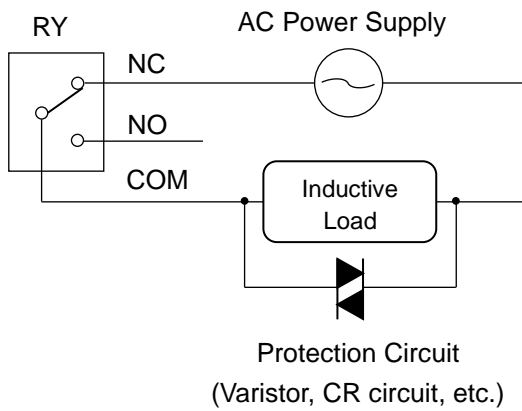 RY
AC Power Supply
NC
NO
COM
Inductive
Load
Protection Circuit
(Varistor, CR circuit, etc.)